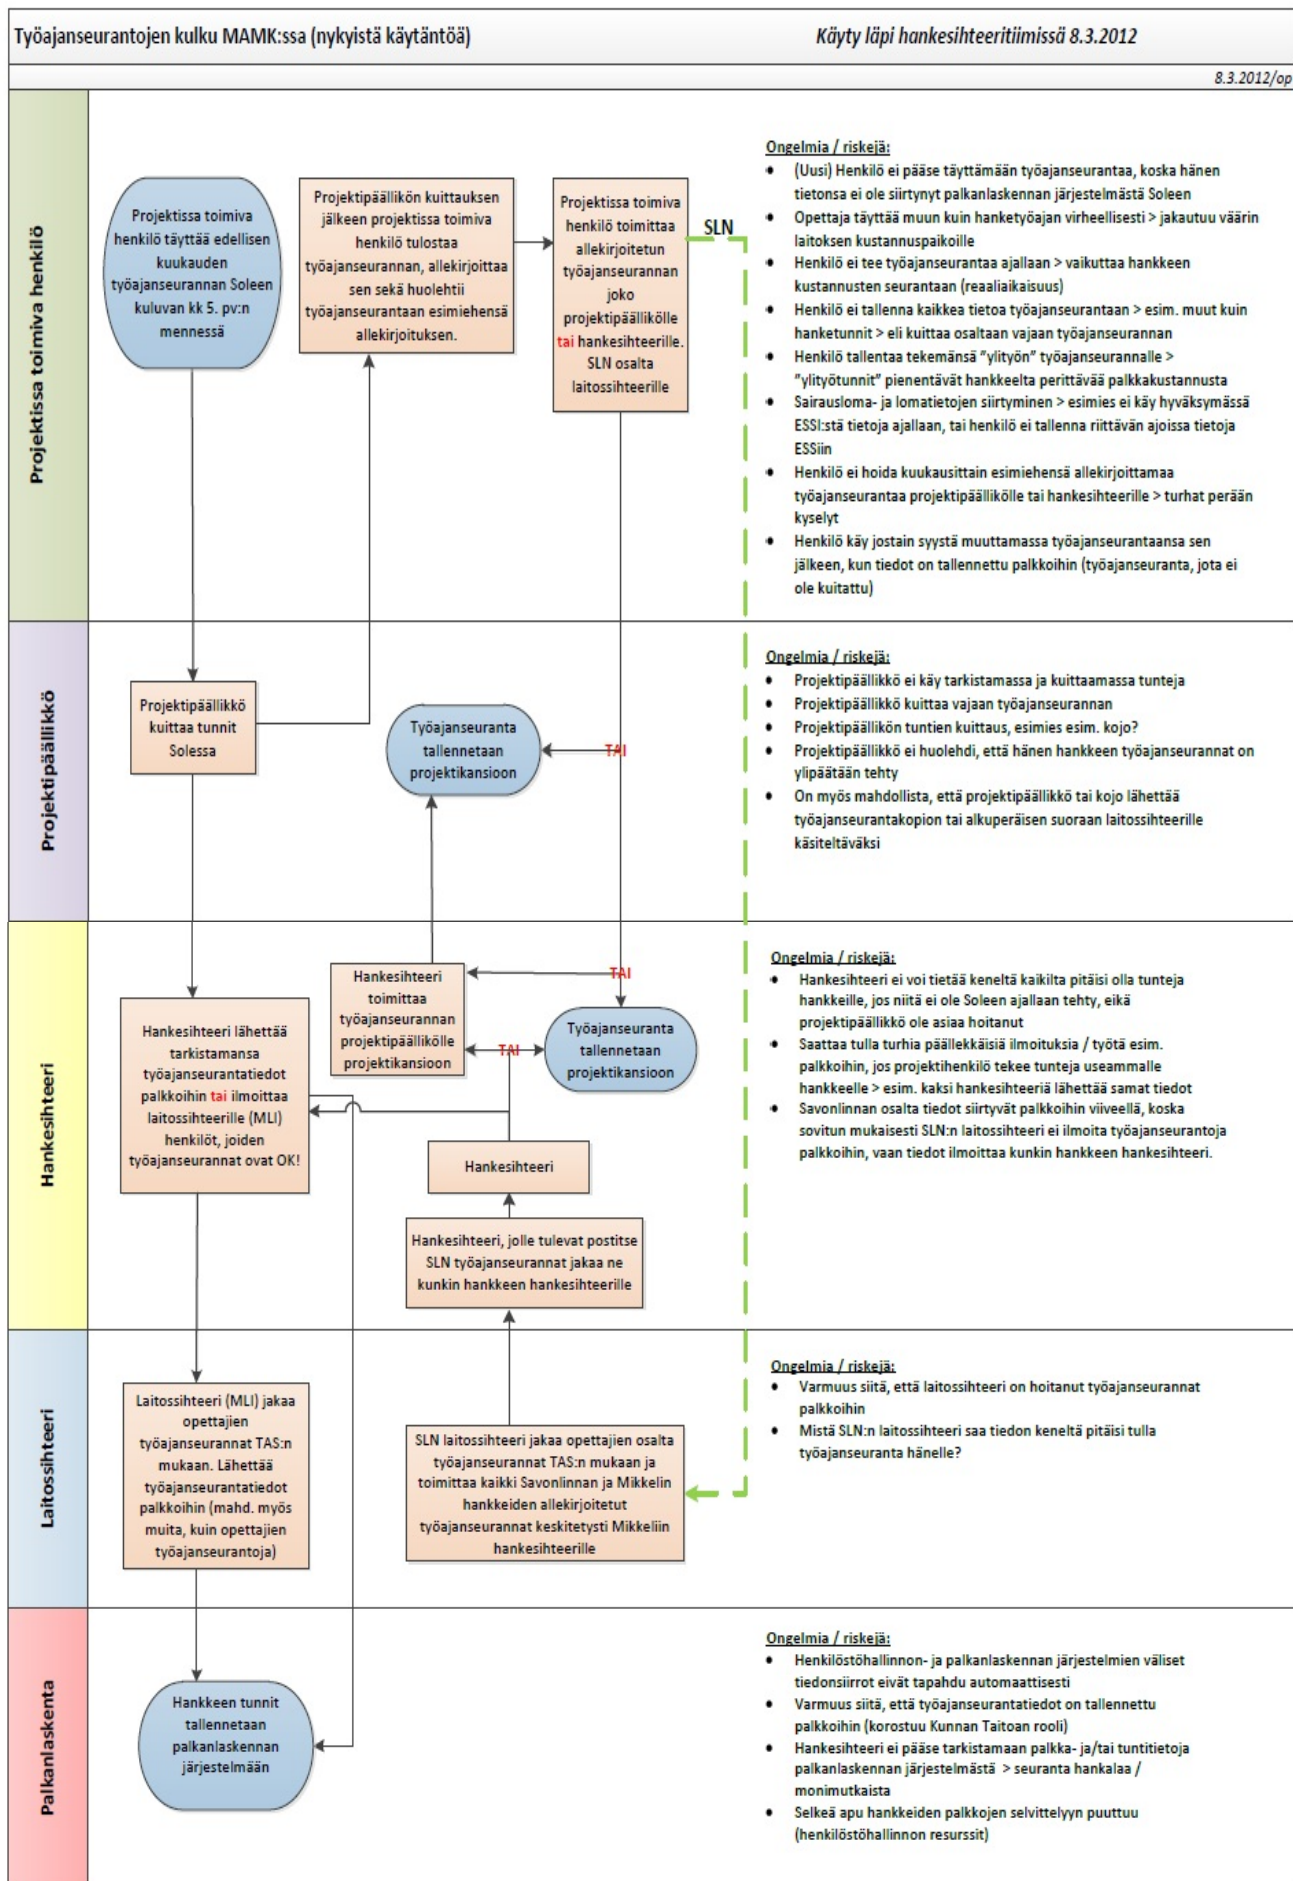 Työajanseurantojen kulku MAMK:ssa (nykyistä käytäntöä)
Käyty läpi hankesihteeritiimissä 8.3.2012
8.3.2012/op
Projektissa toimiva henkilö
Projektissa toimiva
henkilö täyttää edellisen
kuukauden
työajanseurannan Soleen
kuluvan kk 5. pv:n
mennessä
Projektipäällikön kuittauksen
jälkeen projektissa toimiva
henkilö tulostaa
työajanseurannan, allekirjoittaa
sen sekä huolehtii
työajanseurantaan esimiehensä
allekirjoituksen.
Projektissa toimiva
henkilö toimittaa
allekirjoitetun
työajanseurannan
joko
projektipäällikölle
tai hankesihteerille.
SLN osalta
laitossihteerille
SLN
Ongelmia / riskejä:
• (Uusi) Henkilö ei pääse täyttämään työajanseurantaa, koska hänen
tietonsa ei ole siirtynyt palkanlaskennan järjestelmästä Soleen
• Opettaja täyttää muun kuin hanketyöajan virheellisesti > jakautuu väärin
laitoksen kustannuspaikoille
• Henkilö ei tee työajanseurantaa ajallaan > vaikuttaa hankkeen
kustannusten seurantaan (reaaliaikaisuus)
• Henkilö ei tallenna kaikkea tietoa työajanseurantaan > esim. muut kuin
hanketunnit > eli kuittaa osaltaan vajaan työajanseurannan
• Henkilö tallentaa tekemänsä ”ylityön” työajanseurannalle >
”ylityötunnit” pienentävät hankkeelta perittävää palkkakustannusta
• Sairausloma- ja lomatietojen siirtyminen > esimies ei käy hyväksymässä
ESSI:stä tietoja ajallaan, tai henkilö ei tallenna riittävän ajoissa tietoja
ESSiin
• Henkilö ei hoida kuukausittain esimiehensä allekirjoittamaa
työajanseurantaa projektipäällikölle tai hankesihteerille > turhat perään
kyselyt
• Henkilö käy jostain syystä muuttamassa työajanseurantaansa sen
jälkeen, kun tiedot on tallennettu palkkoihin (työajanseuranta, jota ei
ole kuitattu)
Projektipäällikkö
Projektipäällikkö
kuittaa tunnit
Solessa
Työajanseuranta
tallennetaan
projektikansioon
TAI
Ongelmia / riskejä:
• Projektipäällikkö ei käy tarkistamassa ja kuittaamassa tunteja
• Projektipäällikkö kuittaa vajaan työajanseurannan
• Projektipäällikön tuntien kuittaus, esimies esim. kojo?
• Projektipäällikkö ei huolehdi, että hänen hankkeen työajanseurannat on
ylipäätään tehty
• On myös mahdollista, että projektipäällikkö tai kojo lähettää
työajanseurantakopion tai alkuperäisen suoraan laitossihteerille
käsiteltäväksi
Hankesihteeri
Hankesihteeri lähettää
tarkistamansa
työajanseurantatiedot
palkkoihin tai ilmoittaa
laitossihteerille (MLI)
henkilöt, joiden
työajanseurannat ovat OK!
Hankesihteeri
toimittaa
työajanseurannan
projektipäällikölle
projektikansioon
TAI
TAI
Työajanseuranta
tallennetaan
projektikansioon
Hankesihteeri
Hankesihteeri, jolle tulevat postitse
SLN työajanseurannat jakaa ne
kunkin hankkeen hankesihteerille
Ongelmia / riskejä:
• Hankesihteeri ei voi tietää keneltä kaikilta pitäisi olla tunteja
hankkeille, jos niitä ei ole Soleen ajallaan tehty, eikä
projektipäällikkö ole asiaa hoitanut
• Saattaa tulla turhia päällekkäisiä ilmoituksia / työtä esim.
palkkoihin, jos projektihenkilö tekee tunteja useammalle
hankkeelle > esim. kaksi hankesihteeriä lähettää samat tiedot
• Savonlinnan osalta tiedot siirtyvät palkkoihin viiveellä, koska
sovitun mukaisesti SLN:n laitossihteeri ei ilmoita työajanseurantoja
palkkoihin, vaan tiedot ilmoittaa kunkin hankkeen hankesihteeri.
Laitossihteeri
Laitossihteeri (MLI) jakaa
opettajien
työajanseurannat TAS:n
mukaan. Lähettää
työajanseurantatiedot
palkkoihin (mahd. myös
muita, kuin opettajien
työajanseurantoja)
SLN laitossihteeri jakaa opettajien osalta
työajanseurannat TAS:n mukaan ja
toimittaa kaikki Savonlinnan ja Mikkelin
hankkeiden allekirjoitetut
työajanseurannat keskitetysti Mikkeliin
hankesihteerille
Ongelmia / riskejä:
• Varmuus siitä, että laitossihteeri on hoitanut työajanseurannat
palkkoihin
• Mistä SLN:n laitossihteeri saa tiedon keneltä pitäisi tulla
työajanseuranta hänelle?
Palkanlaskenta
Hankkeen tunnit
tallennetaan
palkanlaskennan
järjestelmään
Ongelmia / riskejä:
• Henkilöstöhallinnon- ja palkanlaskennan järjestelmien väliset
tiedonsiirrot eivät tapahdu automaattisesti
• Varmuus siitä, että työajanseurantatiedot on tallennettu
palkkoihin (korostuu Kunnan Taitoan rooli)
• Hankesihteeri ei pääse tarkistamaan palkka- ja/tai tuntitietoja
palkanlaskennan järjestelmästä > seuranta hankalaa /
monimutkaista
• Selkeä apu hankkeiden palkkojen selvittelyyn puuttuu
(henkilöstöhallinnon resurssit)